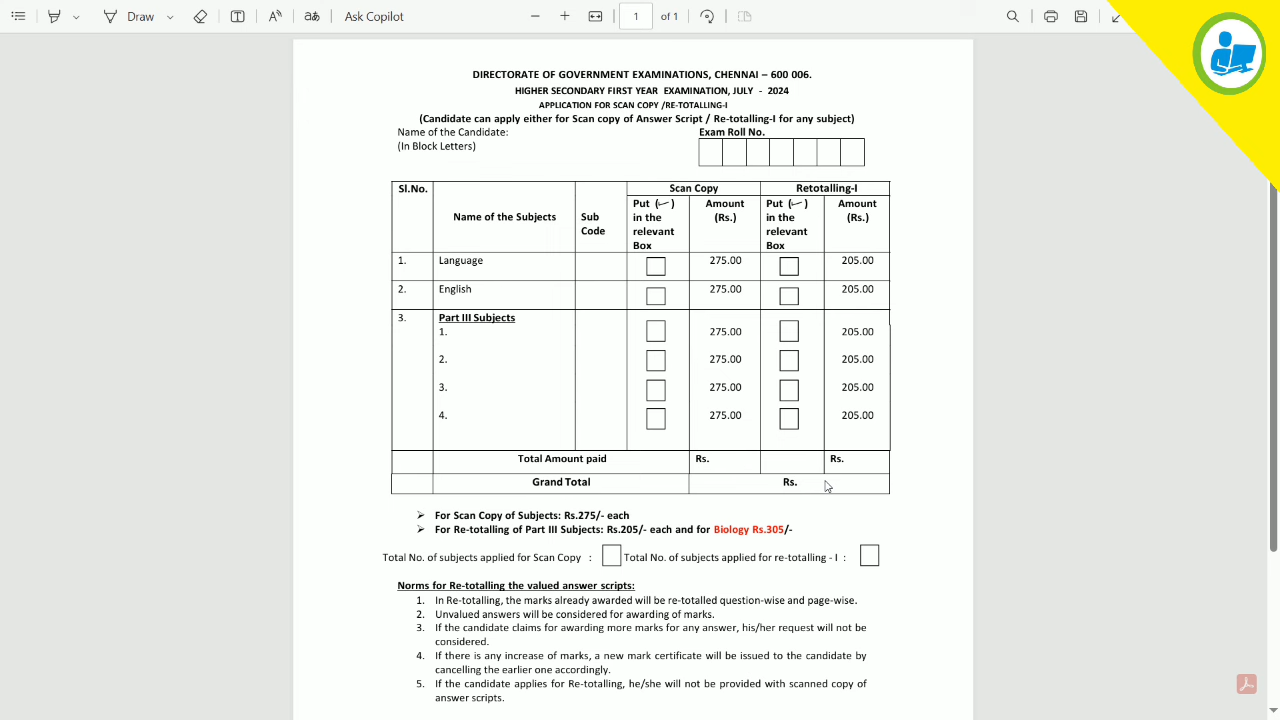 Draw
Ask Copilot
1 of 1
DIRECTORATE OF GOVERNMENT EXAMINATIONS, CHENNAI – 600 006.
HIGHER SECONDARY FIRST YEAR EXAMINATION, JULY - 2024
APPLICATION FOR SCAN COPY /RE-TOTALLING-I
(Candidate can apply either for Scan copy of Answer Script / Re-totalling-I for any subject)
Name of the Candidate: Exam Roll No.
(In Block Letters)
Sl.No. Name of the Subjects Sub Code Scan Copy Retotalling-I
Put (✓) in the relevant Box Amount (Rs.) Put (✓) in the relevant Box Amount (Rs.)
1. Language 275.00 205.00
2. English 275.00 205.00
3. Part III Subjects
1. 275.00 205.00
2. 275.00 205.00
3. 275.00 205.00
4. 275.00 205.00
Total Amount paid Rs. Rs.
Grand Total Rs.
➢ For Scan Copy of Subjects: Rs.275/- each
➢ For Re-totalling of Part III Subjects: Rs.205/- each and for Biology Rs.305/-
Total No. of subjects applied for Scan Copy : Total No. of subjects applied for re-totalling - I :
Norms for Re-totalling the valued answer scripts:
1. In Re-totalling, the marks already awarded will be re-totalled question-wise and page-wise.
2. Unvalued answers will be considered for awarding of marks.
3. If the candidate claims for awarding more marks for any answer, his/her request will not be
considered.
4. If there is any increase of marks, a new mark certificate will be issued to the candidate by
cancelling the earlier one accordingly.
5. If the candidate applies for Re-totalling, he/she will not be provided with scanned copy of
answer scripts.